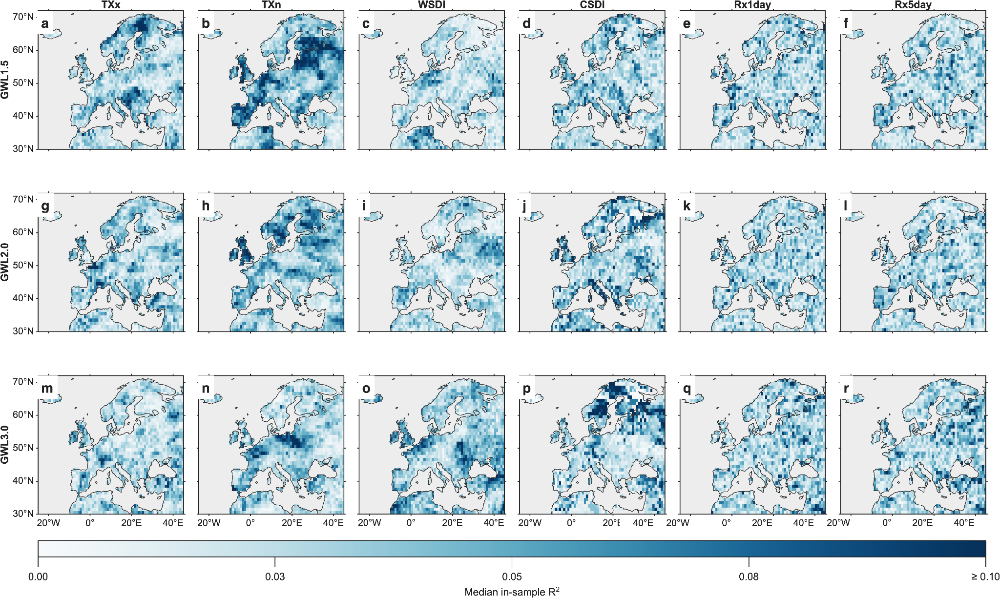 TXx TXn WSDI CSDI Rx1day Rx5day
70°N a b c d e f
60°N
GWL1.5
50°N
40°N
30°N
70°N g h i j k l
60°N
GWL2.0
50°N
40°N
30°N
70°N m n o p q r
60°N
GWL3.0
50°N
40°N
30°N
20°W 0° 20°E 40°E 20°W 0° 20°E 40°E 20°W 0° 20°E 40°E 20°W 0° 20°E 40°E 20°W 0° 20°E 40°E 20°W 0° 20°E 40°E
0.00 0.03 0.05 0.08 ≥ 0.10
Median in-sample R²